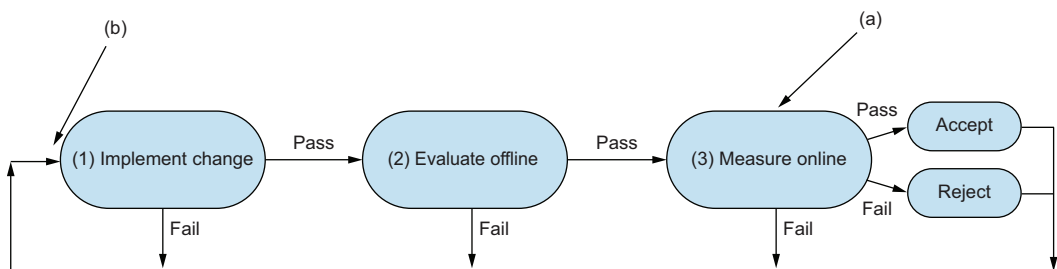 (b)
(a)
(1) Implement change
Pass
(2) Evaluate offline
Pass
(3) Measure online
Pass
Accept
Fail
Reject
Fail
Fail
Fail